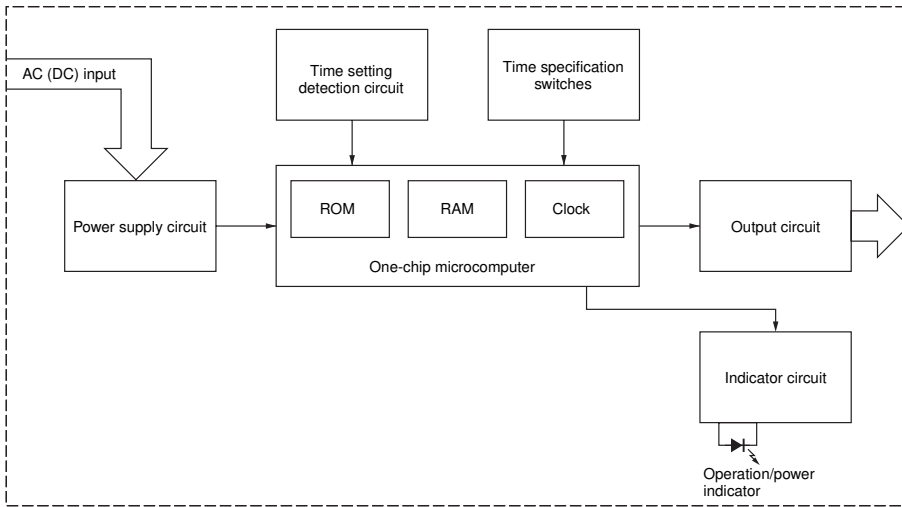 AC (DC) input
Time setting
detection circuit
Time specification
switches
Power supply circuit
ROM
RAM
Clock
One-chip microcomputer
Output circuit
Indicator circuit
Operation/power
indicator